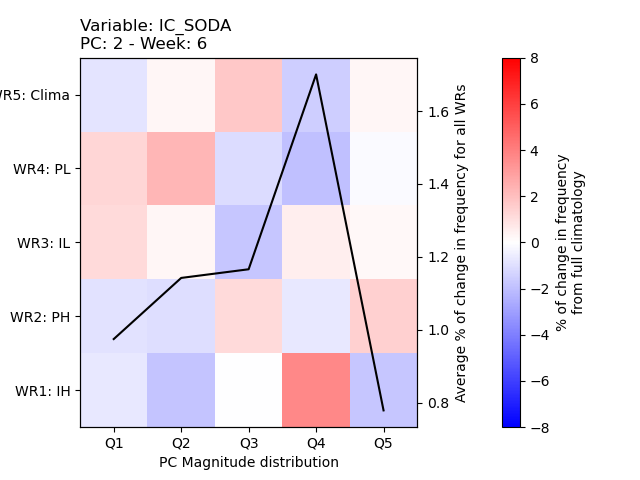 Variable: IC_SODA
PC: 2 - Week: 6
WR5: Clima
WR4: PL
WR3: IL
WR2: PH
WR1: IH
Q1 Q2 Q3 Q4 Q5
PC Magnitude distribution
1.6
1.4
1.2
1.0
0.8
Average % of change in frequency for all WRs
8
6
4
2
0
−2
−4
−6
−8
% of change in frequency
from full climatology